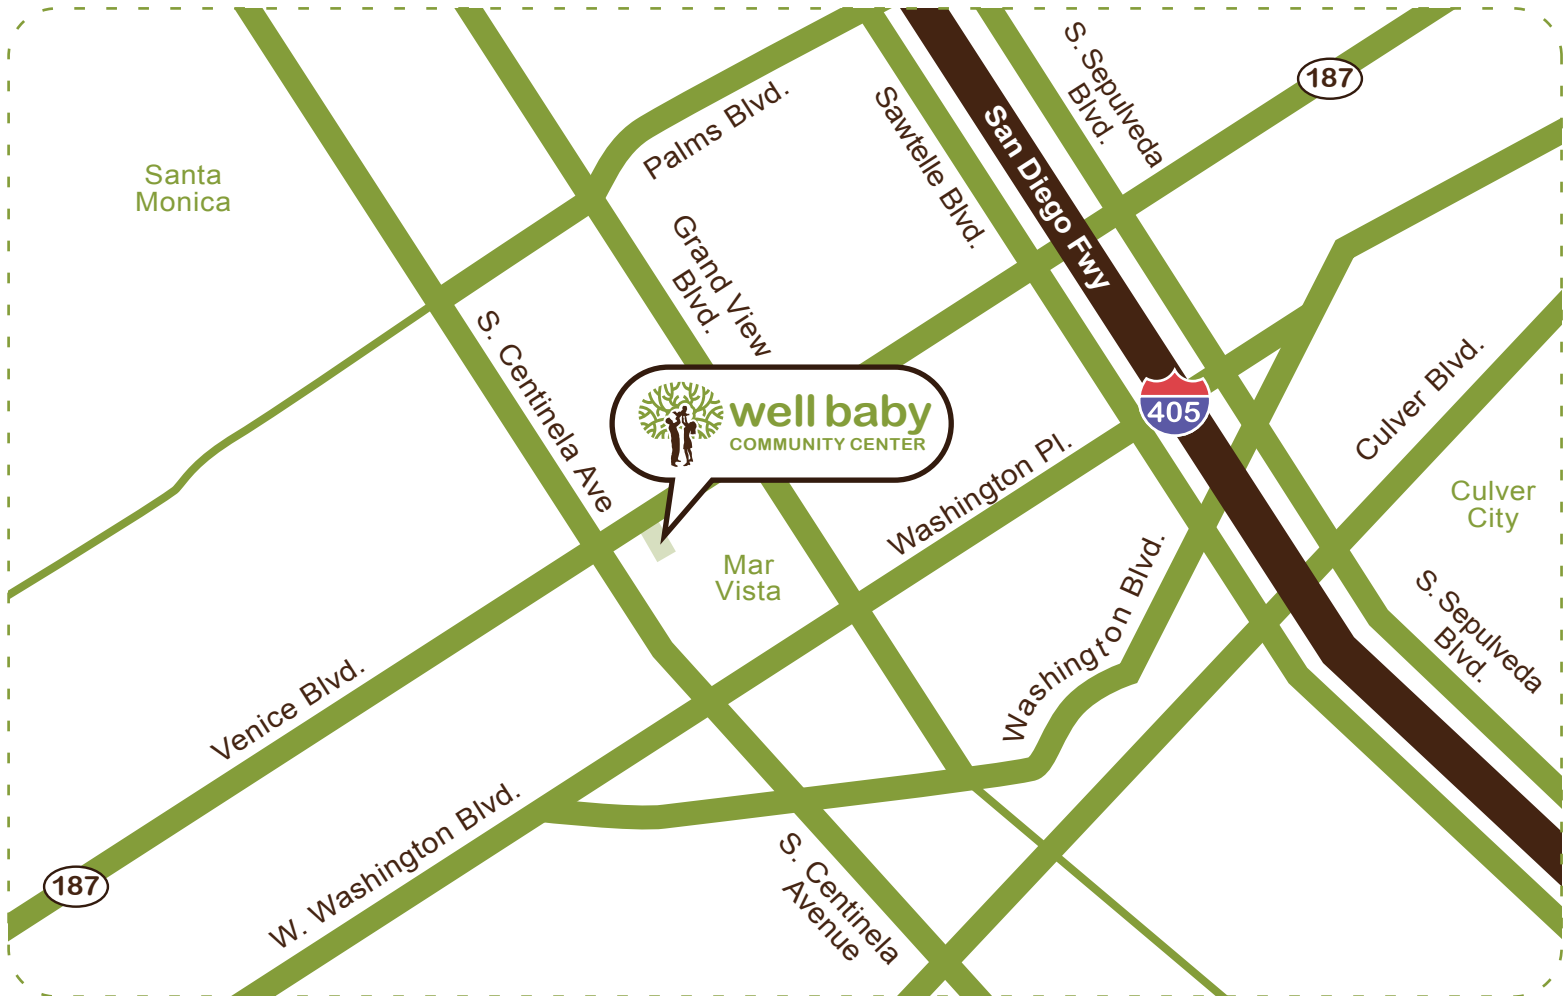 S. Sepulveda
Blvd.
187
Palms Blvd.
Sawtelle Blvd.
San Diego Fwy
Santa
Monica
Grand View
Blvd.
S. Centinela Ave
well baby
COMMUNITY CENTER
405
Culver Blvd.
Washington Pl.
Culver
City
Mar
Vista
Washington Blvd.
S. Sepulveda
Blvd.
Venice Blvd.
W. Washington Blvd.
187
S. Centinela
Avenue